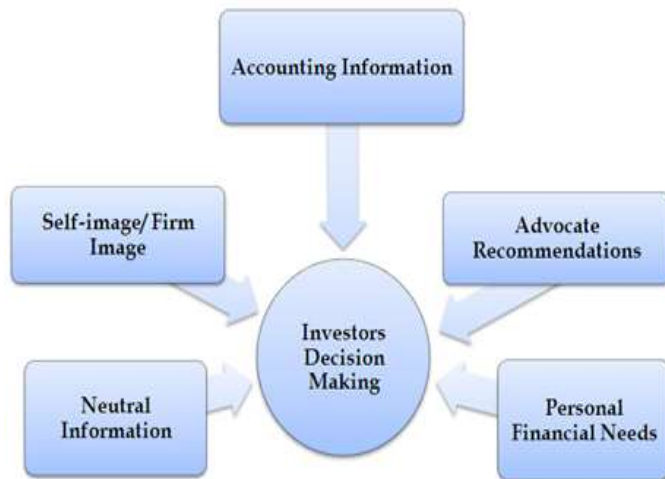 Accounting Information
Self-image/ Firm
Image
Advocate
Recommendations
Investors
Decision
Making
Neutral
Information
Personal
Financial Needs